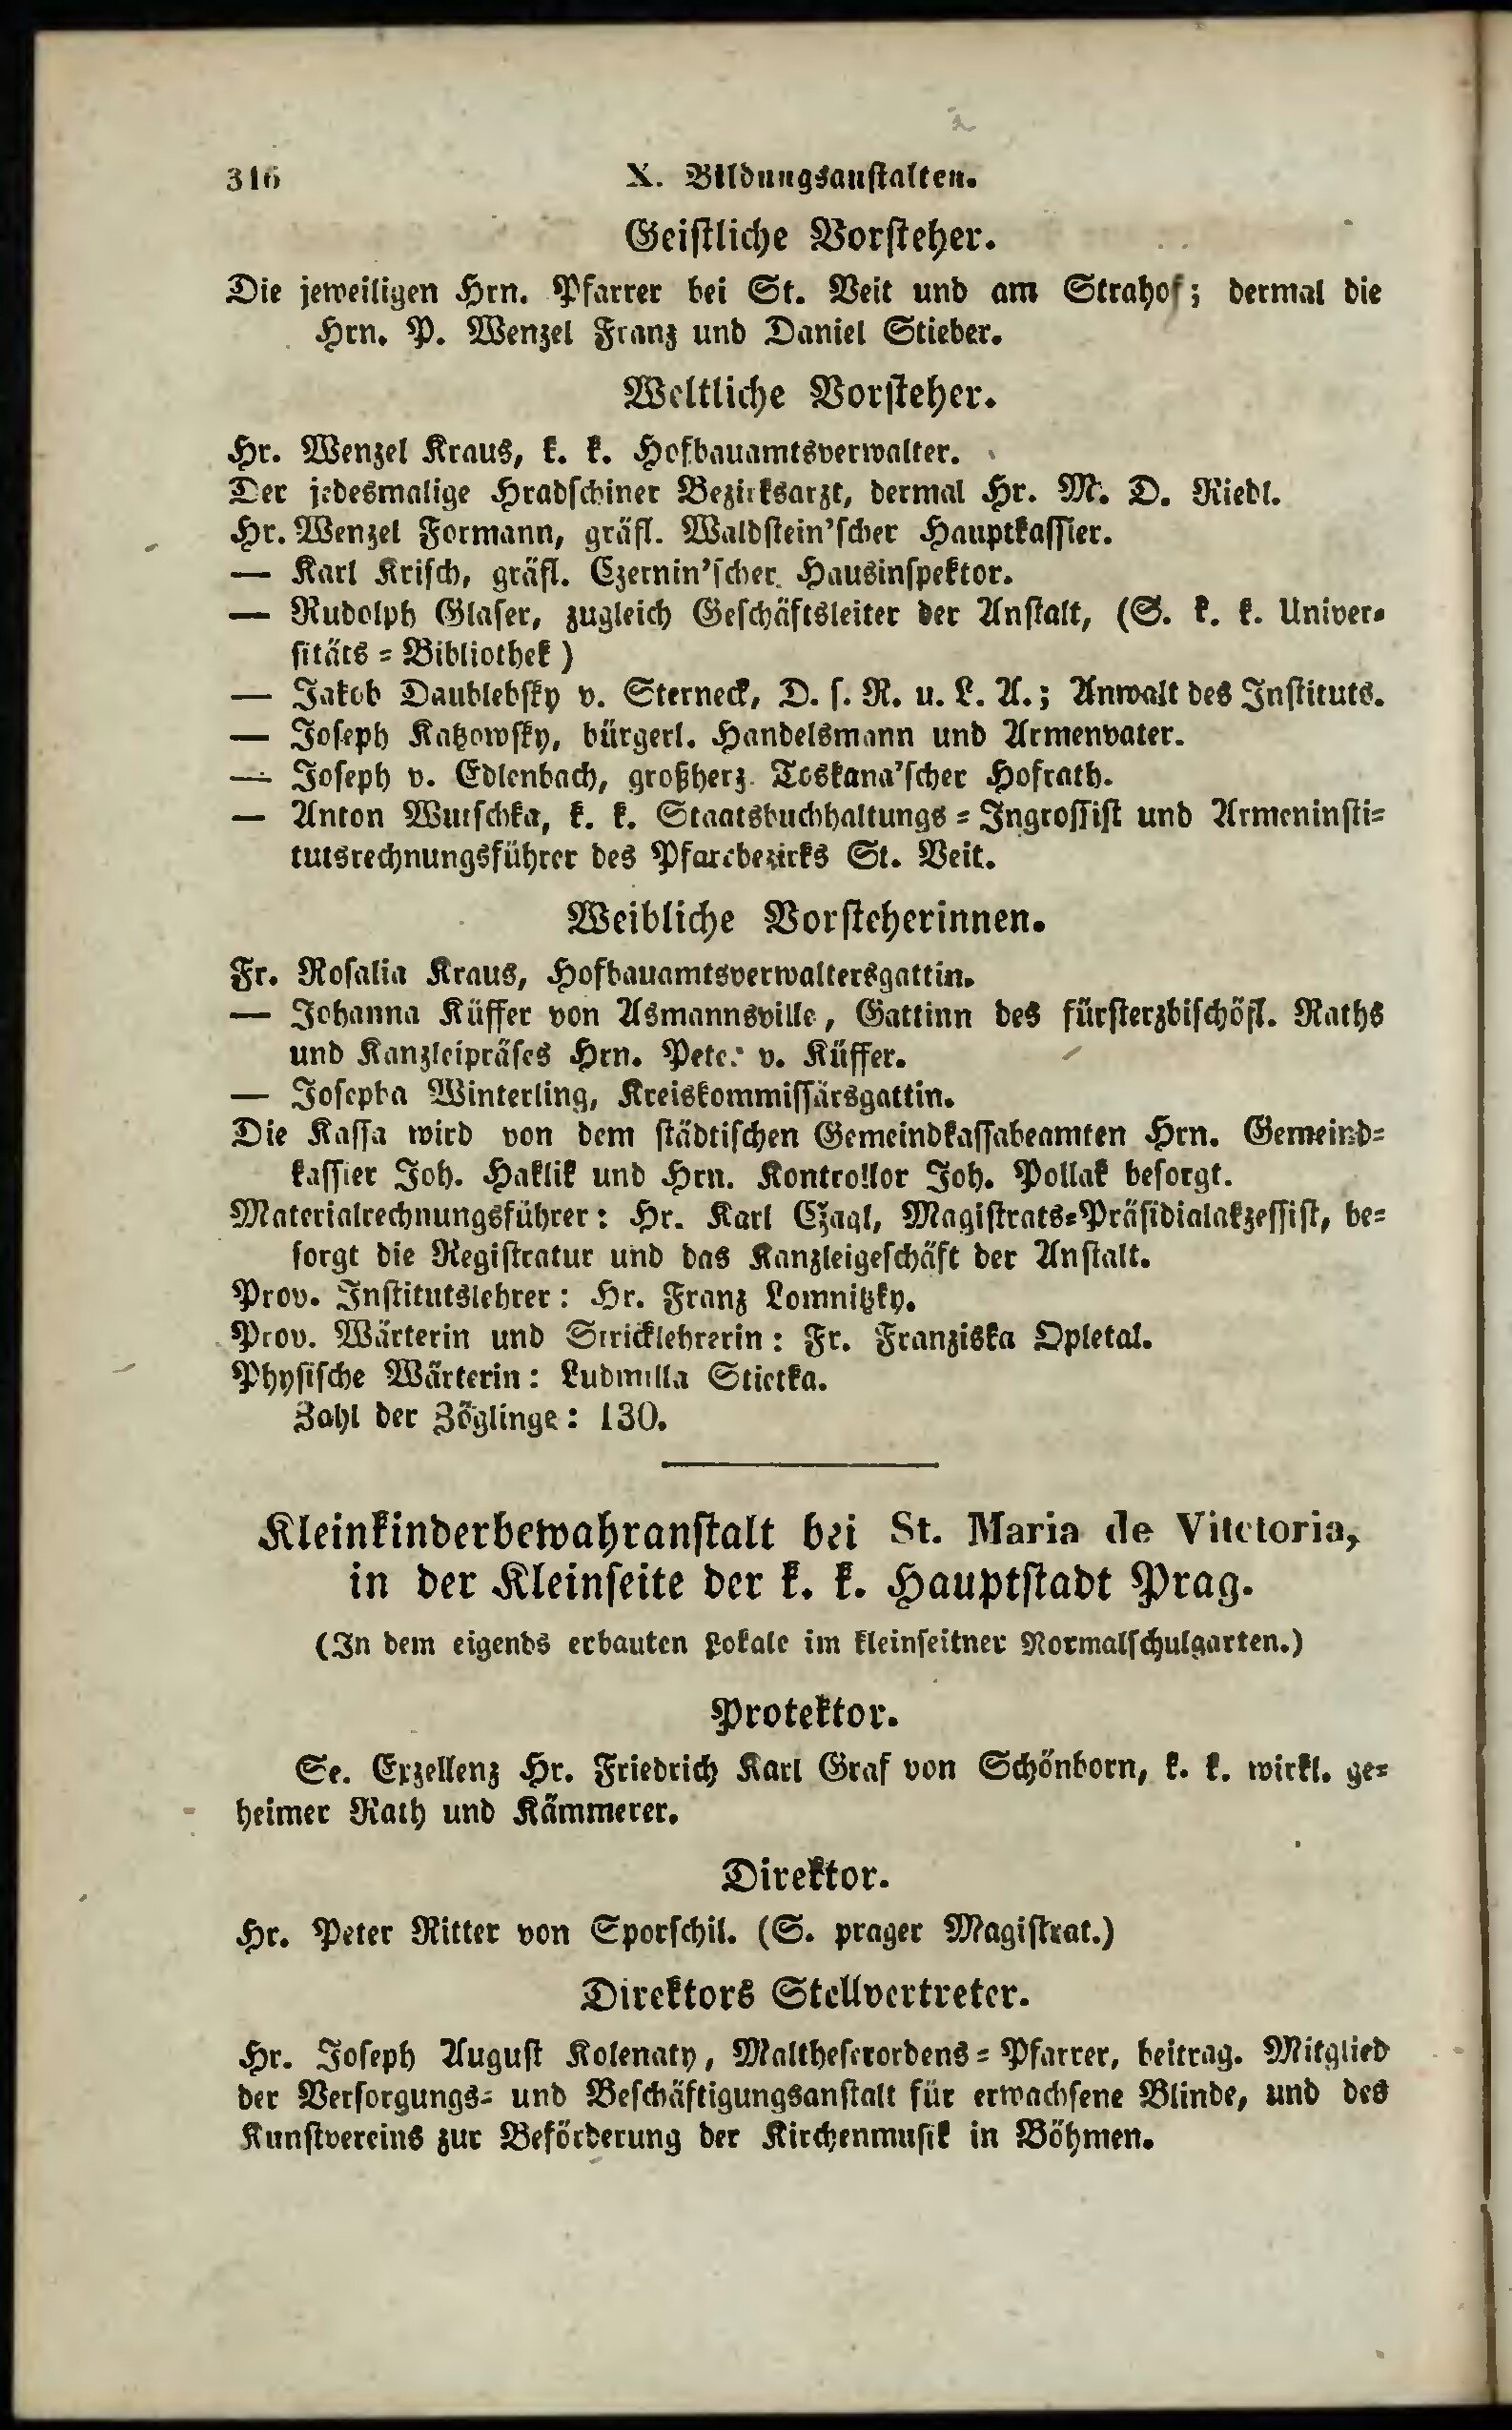 316 X. Bildungsanstalten.
Geistliche Vorsteher.
Die jeweiligen Hrn. Pfarrer bei St. Veit und am Strahof; dermal die
Hrn. P. Wenzel Franz und Daniel Stieber.
Weltliche Vorsteher.
Hr. Wenzel Kraus, k. k. Hofbauamtsverwalter.
Der jedesmalige Hradschiner Bezirksarzt, dermal Hr. M. D. Riedl.
Hr. Wenzel Formann, gräfl. Waldstein'scher Hauptkassier.
— Karl Krisch, gräfl. Czernin'scher Hausinspektor.
— Rudolph Glaser, zugleich Geschäftsleiter der Anstalt, (S. k. k. Univer-
sitäts-Bibliothek)
— Jakob Daublebsky v. Sterneck, D. s. R. u. L. A.; Anwalt des Instituts.
— Joseph Katzowsky, bürgerl. Handelsmann und Armenvater.
— Joseph v. Edlenbach, großherz. Toskana'scher Hofrath.
— Anton Wutschka, k. k. Staatsbuchhaltungs-Ingrossist und Armeninsti-
tutsrechnungsführer des Pfarrbezirks St. Veit.
Weibliche Vorsteherinnen.
Fr. Rosalia Kraus, Hofbauamtsverwaltersgattin.
— Johanna Küffer von Asmannsville, Gattinn des fürsterzbischöfl. Raths
und Kanzleipräses Hrn. Peter v. Küffer.
— Josepha Winterling, Kreiskommissärsgattin.
Die Kassa wird von dem städtischen Gemeindkassabeamten Hrn. Gemeind-
kassier Joh. Haklik und Hrn. Kontrollor Joh. Pollak besorgt.
Materialrechnungsführer: Hr. Karl Cžagl, Magistrats-Präsidialakzessist, be-
sorgt die Registratur und das Kanzleigeschäft der Anstalt.
Prov. Institutslehrer: Hr. Franz Lomnitzky.
Prov. Wärterin und Stricklehrerin: Fr. Franziska Opletal.
Physische Wärterin: Ludmilla Stietka.
Zahl der Zöglinge: 130.
Kleinkinderbewahranstalt bei St. Maria de Vitctoria,
in der Kleinseite der k. k. Hauptstadt Prag.
(In dem eigends erbauten Lokale im kleinseitner Normalschulgarten.)
Protektor.
Se. Exzellenz Hr. Friedrich Karl Graf von Schönborn, k. k. wirkl. ge-
heimer Rath und Kämmerer.
Direktor.
Hr. Peter Ritter von Sporschil. (S. prager Magistrat.)
Direktors Stellvertreter.
Hr. Joseph August Kolenaty, Maltheserordens-Pfarrer, beitrag. Mitglied
der Versorgungs- und Beschäftigungsanstalt für erwachsene Blinde, und des
Kunstvereins zur Beförderung der Kirchenmusik in Böhmen.